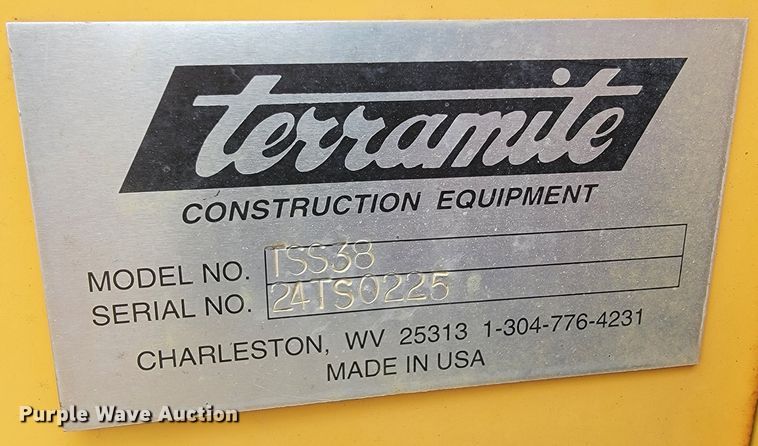 terramite
CONSTRUCTION EQUIPMENT
MODEL NO. TSS38
SERIAL NO. 24TS0225
CHARLESTON, WV 25313 1-304-776-4231
MADE IN USA
Purple Wave Auction